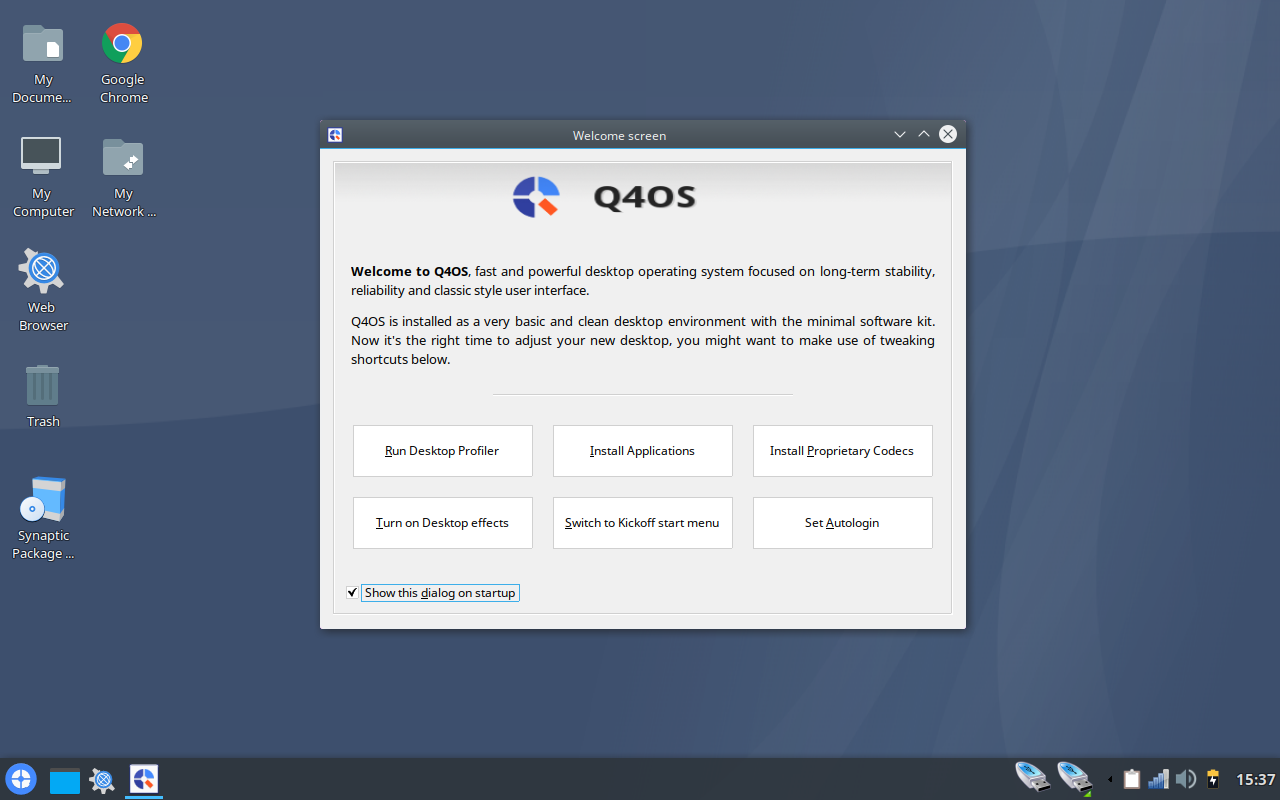 My
Docume...
Google
Chrome
My
Computer
My
Network ...
Web
Browser
Trash
Synaptic
Package ...
Welcome screen
Q4OS
Welcome to Q4OS, fast and powerful desktop operating system focused on long-term stability,
reliability and classic style user interface.
Q4OS is installed as a very basic and clean desktop environment with the minimal software kit.
Now it's the right time to adjust your new desktop, you might want to make use of tweaking
shortcuts below.
Run Desktop Profiler
Install Applications
Install Proprietary Codecs
Turn on Desktop effects
Switch to Kickoff start menu
Set Autologin
Show this dialog on startup
15:37